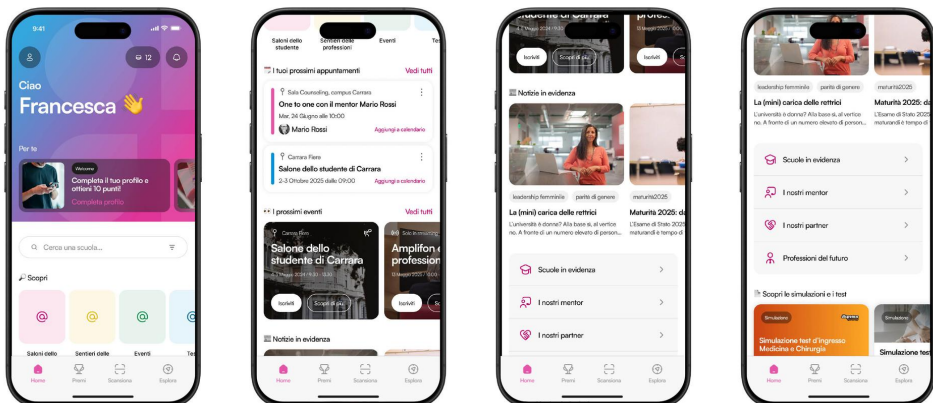 9:41
12
Ciao
Francesca 👋
Per te
Welcome
Completa il tuo profilo e
ottieni 10 punti!
Completa profilo
Cerca una scuola...
Scopri
Saloni dello
Sentieri delle
Eventi
Tes
Home
Premi
Scansiona
Esplora
Saloni dello
studente
Sentieri delle
professioni
Eventi
Tes
I tuoi prossimi appuntamenti
Vedi tutti
Sala Counseling, campus Carrara
One to one con il mentor Mario Rossi
Mar, 24 Giugno alle 10:00
Mario Rossi
Aggiungi a calendario
Carrara Fiere
Salone dello studente di Carrara
2-3 Ottobre 2025 dalle 09:00
Aggiungi a calendario
I prossimi eventi
Vedi tutti
Carrara Fiere
Salone dello
studente di Carrara
Iscriviti
Scopri di più
Solo in streaming
Amplifon e
profession
Iscriviti
Sc
Notizie in evidenza
Home
Premi
Scansiona
Esplora
studente di Carrara
Iscriviti
Scopri di più
profession
Iscriviti
Sc
Notizie in evidenza
leadership femminile
parità di genere
La (mini) carica delle rettrici
L'università è donna? Alla base sì, al vertice
no. A fronte di un numero elevato di person...
maturità2025
Maturità 2025: da
L'Esame di Stato 2025
maturandi è tempo di
Scuole in evidenza
I nostri mentor
I nostri partner
Home
Premi
Scansiona
Esplora
leadership femminile
parità di genere
La (mini) carica delle rettrici
L'università è donna? Alla base sì, al vertice
no. A fronte di un numero elevato di person...
maturità2025
Maturità 2025: da
L'Esame di Stato 2025
maturandi è tempo di
Scuole in evidenza
I nostri mentor
I nostri partner
Professioni del futuro
Scopri le simulazioni e i test
Simulazione
Simulazione test d'ingresso
Medicina e Chirurgia
Simulazione
Simulazione test
Home
Premi
Scansiona
Esplora